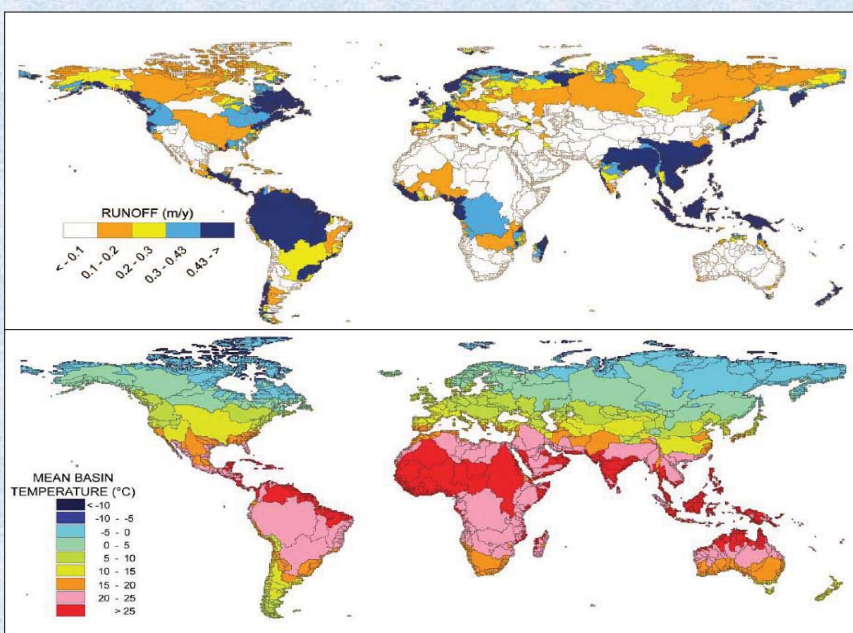 RUNOFF (m/y)
< - 0.1
0.1 - 0.2
0.2 - 0.3
0.3 - 0.43
0.43 - >
MEAN BASIN
TEMPERATURE (°C)
< -10
-10 - -5
-5 - 0
0 - 5
5 - 10
10 - 15
15 - 20
20 - 25
> 25